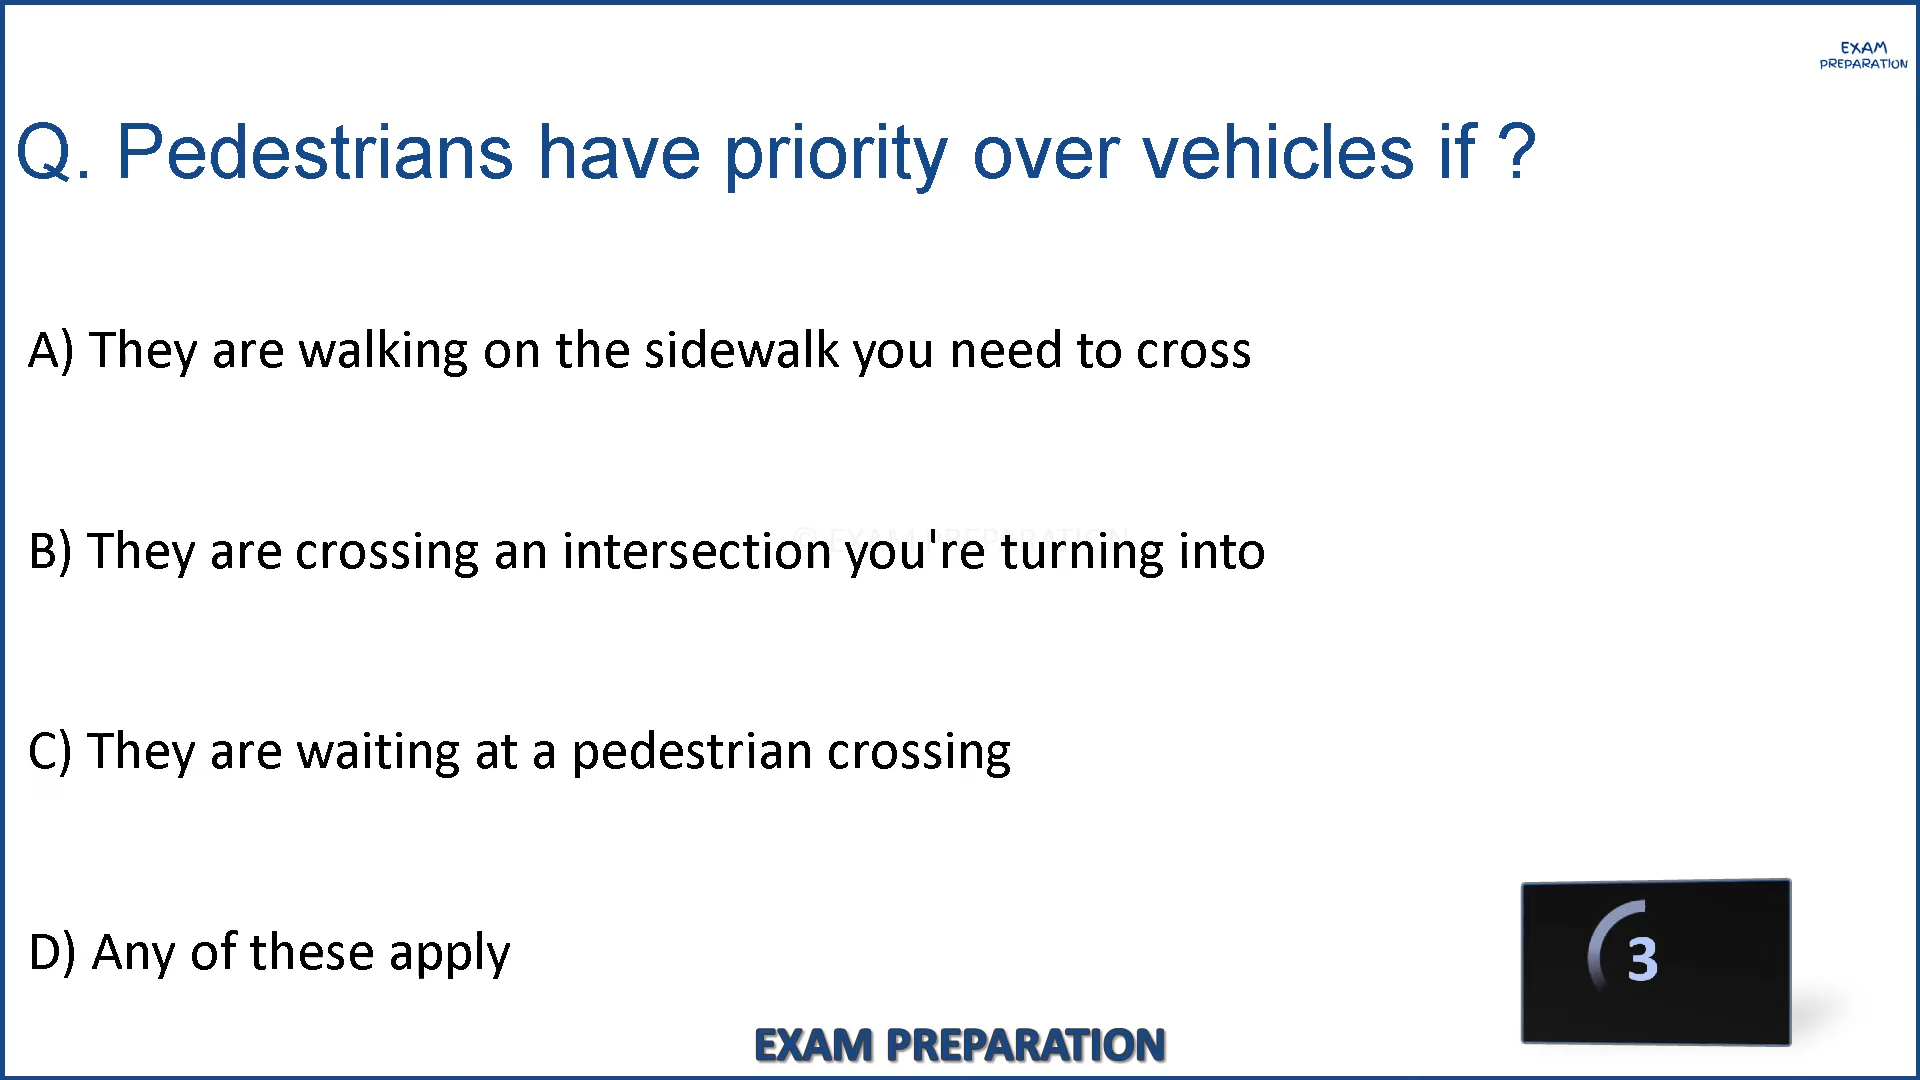 EXAM
PREPARATION
Q. Pedestrians have priority over vehicles if ?
A) They are walking on the sidewalk you need to cross
© EXAM PREPARATION
B) They are crossing an intersection you're turning into
C) They are waiting at a pedestrian crossing
D) Any of these apply
3
EXAM PREPARATION